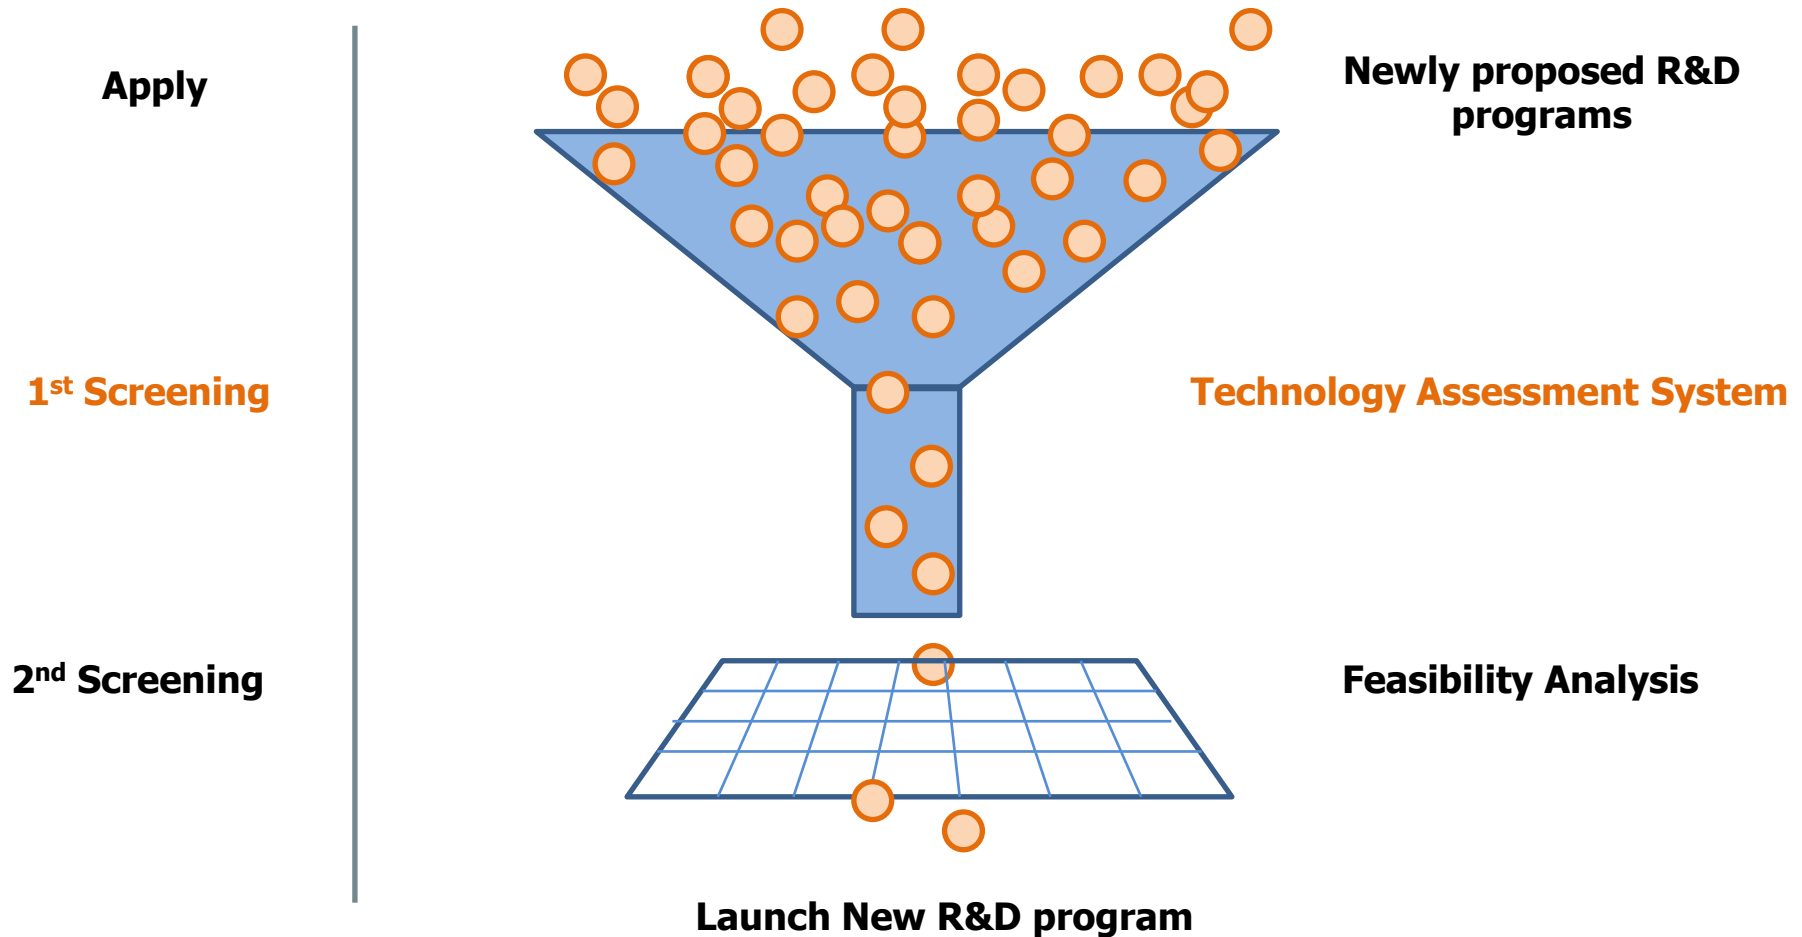 Apply
Newly proposed R&D
programs
1st Screening
Technology Assessment System
2nd Screening
Feasibility Analysis
Launch New R&D program